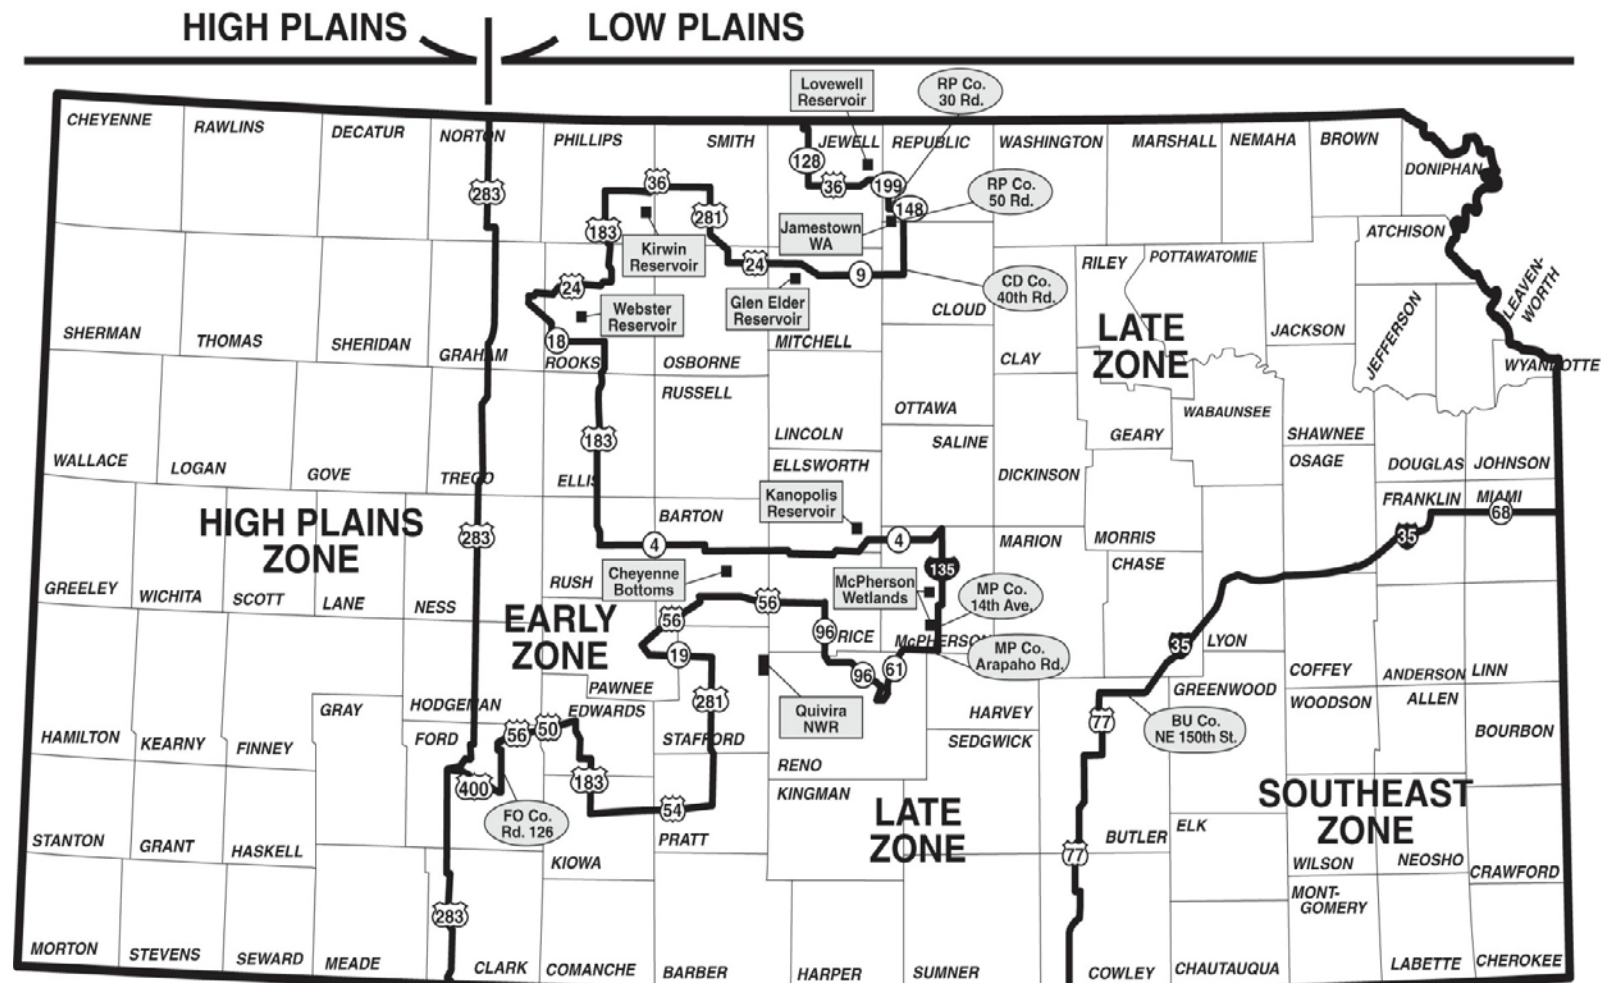 HIGH PLAINS
LOW PLAINS
Lovewell
Reservoir
RP Co.
30 Rd.
CHEYENNE
RAWLINS
DECATUR
NORTON
PHILLIPS
SMITH
JEWELL
REPUBLIC
WASHINGTON
MARSHALL
NEMAHA
BROWN
DONIPHAN
128
36
283
36
199
RP Co.
50 Rd.
148
281
183
Jamestown
WA
Kirwin
Reservoir
ATCHISON
RILEY
POTTAWATOMIE
24
9
24
Glen Elder
Reservoir
CD Co.
40th Rd.
LEAVEN-
WORTH
Webster
Reservoir
CLOUD
LATE
ZONE
JACKSON
JEFFERSON
SHERMAN
THOMAS
SHERIDAN
GRAHAM
18
ROOKS
OSBORNE
MITCHELL
CLAY
WYANDOTTE
RUSSELL
OTTAWA
WABAUNSEE
183
LINCOLN
SALINE
GEARY
SHAWNEE
WALLACE
LOGAN
GOVE
TREGO
ELLIS
ELLSWORTH
DICKINSON
OSAGE
DOUGLAS
JOHNSON
Kanopolis
Reservoir
FRANKLIN
MIAMI
68
HIGH PLAINS
ZONE
283
BARTON
4
4
MARION
MORRIS
35
CHASE
135
GREELEY
WICHITA
SCOTT
LANE
NESS
RUSH
Cheyenne
Bottoms
McPherson
Wetlands
MP Co.
14th Ave,
EARLY
ZONE
56
56
96
RICE
McPHERSON
MP Co.
Arapaho Rd.
35
LYON
19
96
61
COFFEY
ANDERSON
LINN
PAWNEE
281
Quivira
NWR
GREENWOOD
WOODSON
ALLEN
HAMILTON
KEARNY
FINNEY
GRAY
HODGEMAN
FORD
56
50
EDWARDS
STAFFORD
HARVEY
SEDGWICK
77
BU Co.
NE 150th St.
BOURBON
RENO
400
183
KINGMAN
FO Co.
Rd. 126
54
PRATT
LATE
ZONE
SOUTHEAST
ZONE
STANTON
GRANT
HASKELL
KIOWA
77
BUTLER
ELK
WILSON
NEOSHO
CRAWFORD
MONT-
GOMERY
283
MORTON
STEVENS
SEWARD
MEADE
CLARK
COMANCHE
BARBER
HARPER
SUMNER
COWLEY
CHAUTAUQUA
LABETTE
CHEROKEE